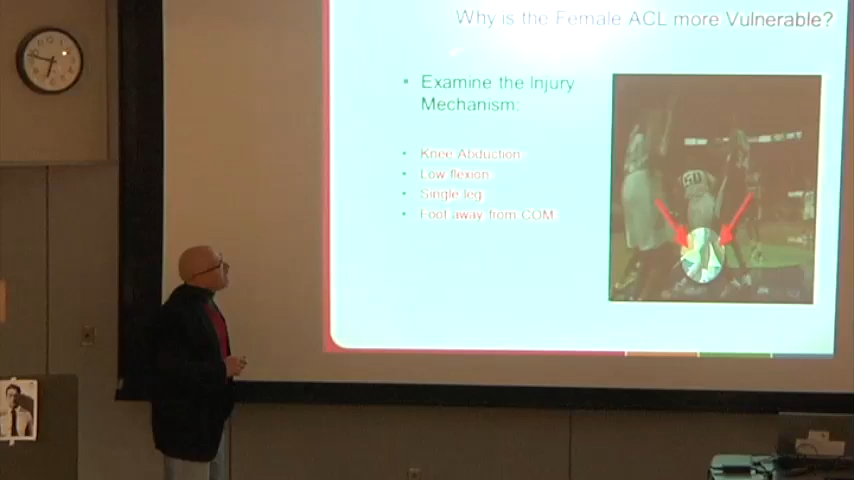 Why is the Female ACL more Vulnerable?
• Examine the Injury
Mechanism:
• Knee Abduction
• Low flexion
• Single leg
• Foot away from COM
50